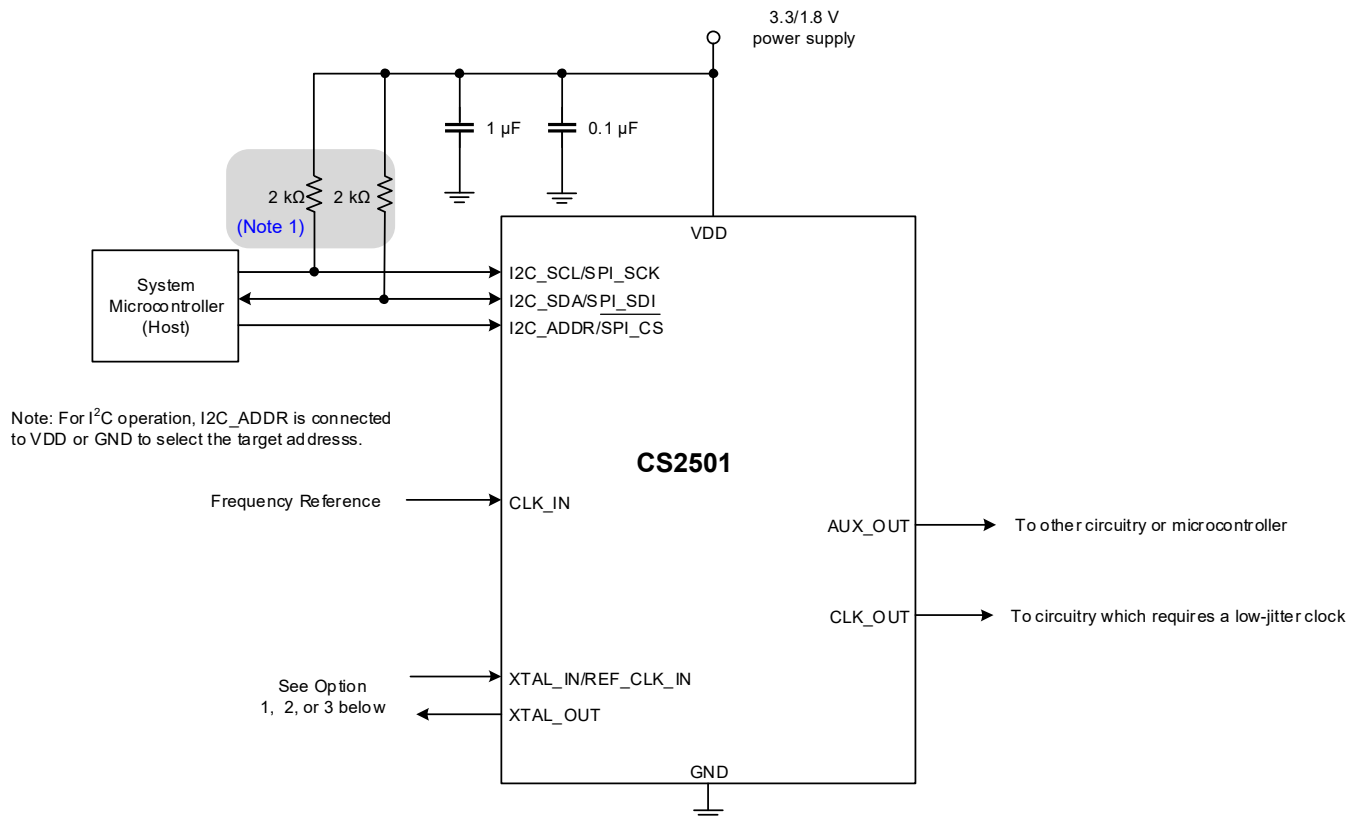 3.3/1.8 V
power supply
1 µF
0.1 µF
2 kΩ
2 kΩ
(Note 1)
VDD
System
Microcontroller
(Host)
I2C_SCL/SPI_SCK
I2C_SDA/SPI_SDI
I2C_ADDR/SPI_CS
Note: For I²C operation, I2C_ADDR is connected
to VDD or GND to select the target addresss.
CS2501
Frequency Reference
CLK_IN
AUX_OUT
To other circuitry or microcontroller
CLK_OUT
To circuitry which requires a low-jitter clock
See Option
1, 2, or 3 below
XTAL_IN/REF_CLK_IN
XTAL_OUT
GND